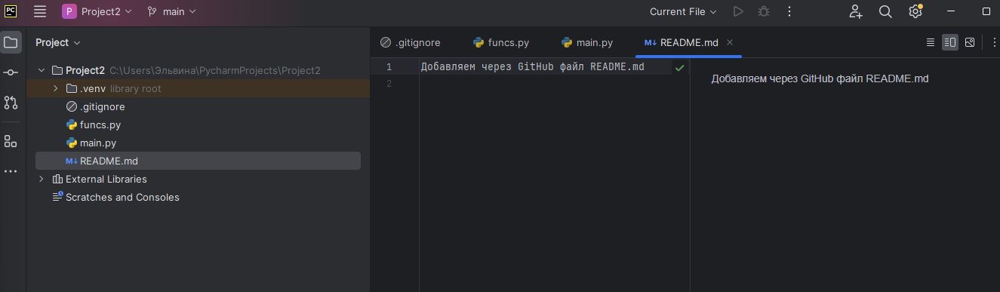 PC
P Project2
main
Current File
Project
.gitignore
funcs.py
main.py
README.md
Project2 C:\Users\Эльвина\PycharmProjects\Project2
.venv library root
.gitignore
funcs.py
main.py
M↓ README.md
External Libraries
Scratches and Consoles
1 Добавляем через GitHub файл README.md
2
Добавляем через GitHub файл README.md